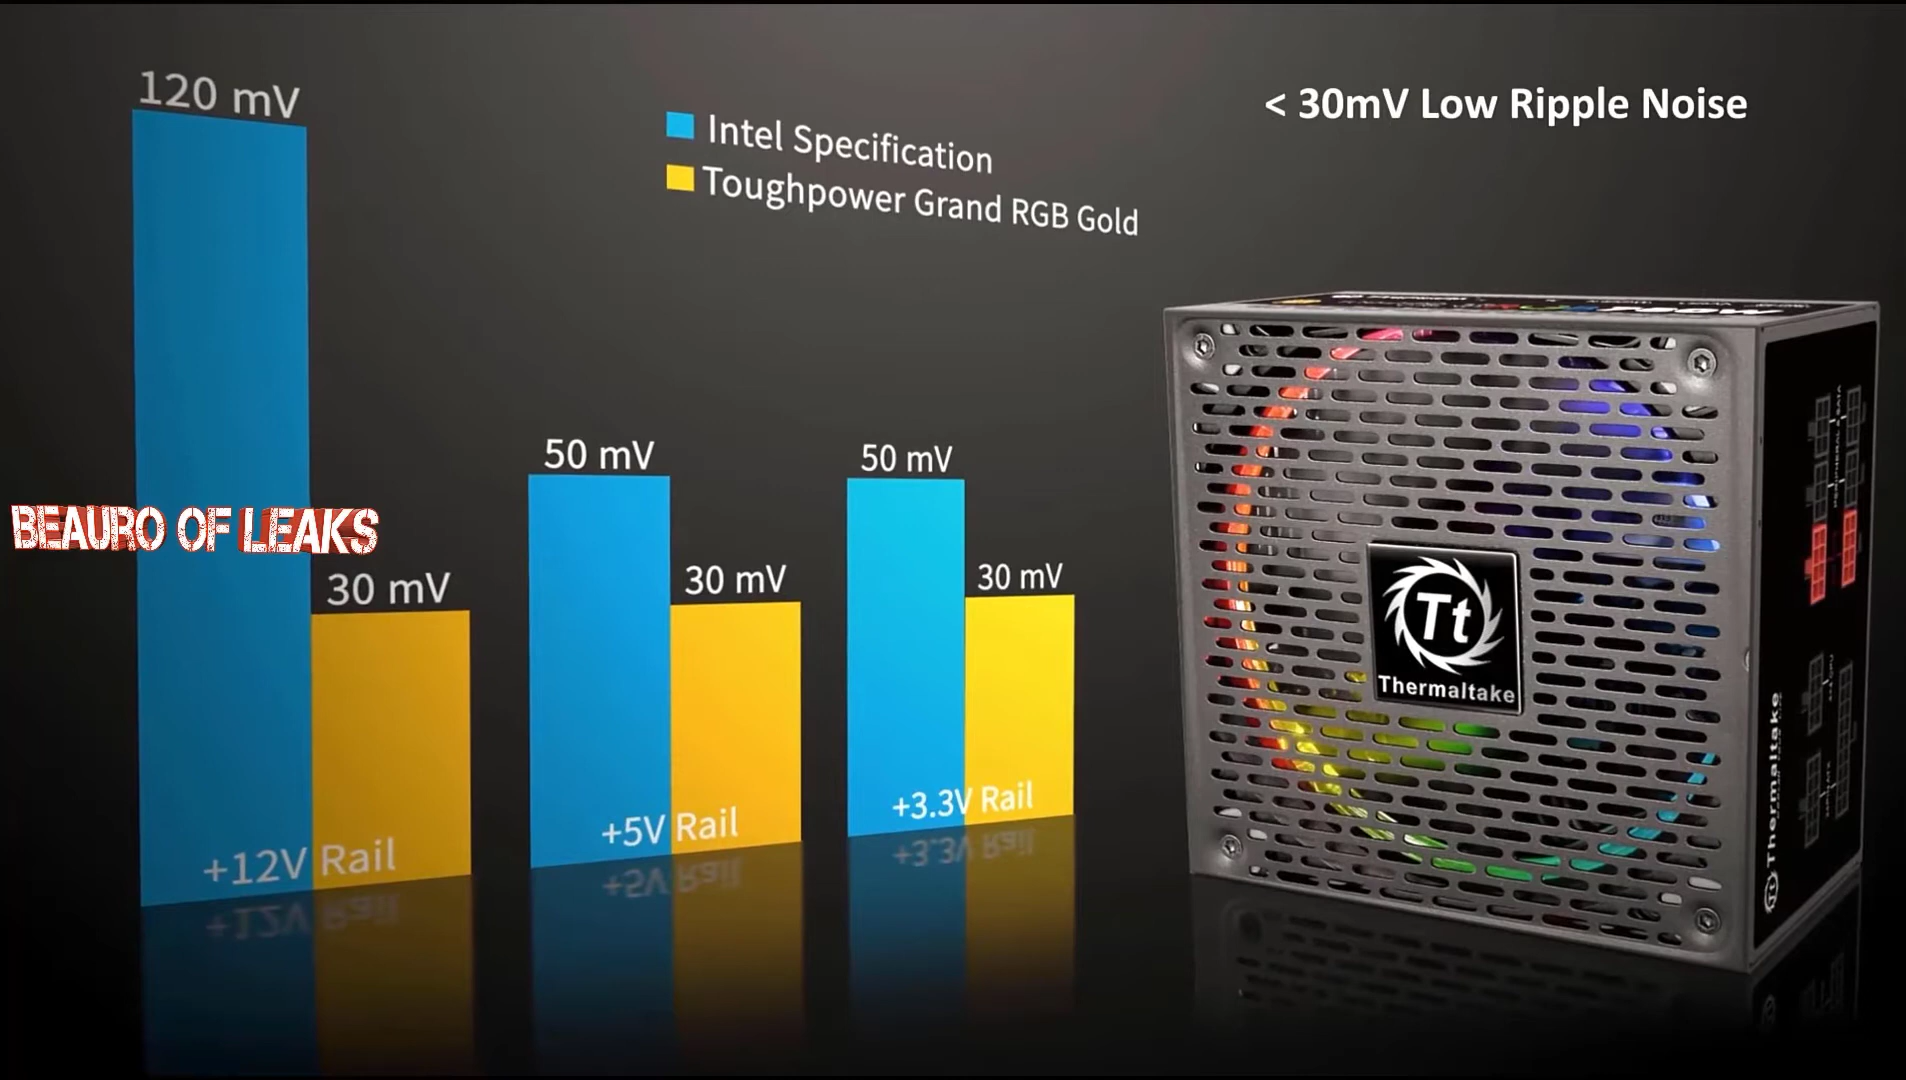 120 mV
< 30mV Low Ripple Noise
Intel Specification
Toughpower Grand RGB Gold
50 mV
50 mV
BEAURO OF LEAKS
30 mV
30 mV
30 mV
+12V Rail
+5V Rail
+3.3V Rail
Tt
Thermaltake
Tt Thermaltake